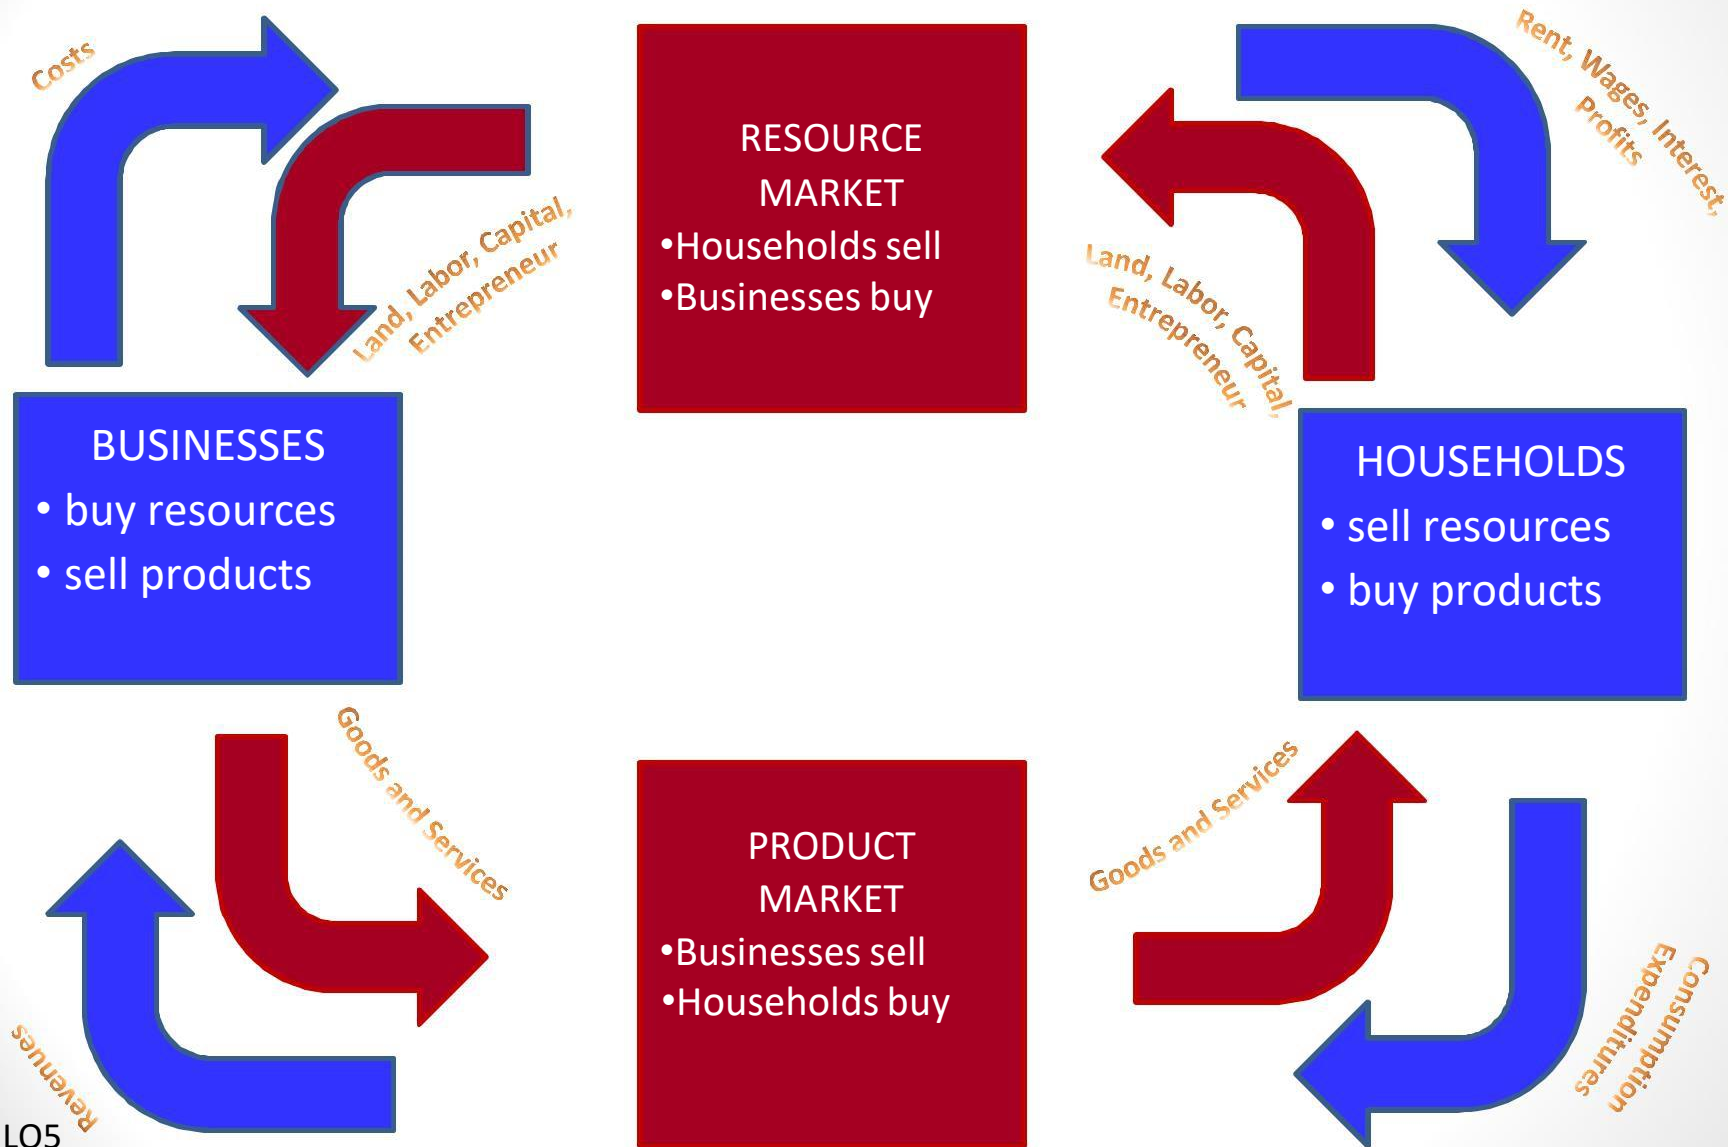 Costs
Land, Labor, Capital,
Entrepreneur
RESOURCE
MARKET
•Households sell
•Businesses buy
Rent, Wages, Interest,
Profits
Land, Labor, Capital,
Entrepreneur
BUSINESSES
• buy resources
• sell products
HOUSEHOLDS
• sell resources
• buy products
Goods and Services
PRODUCT
MARKET
•Businesses sell
•Households buy
Goods and Services
Revenues
Consumption
Expenditures
LO5